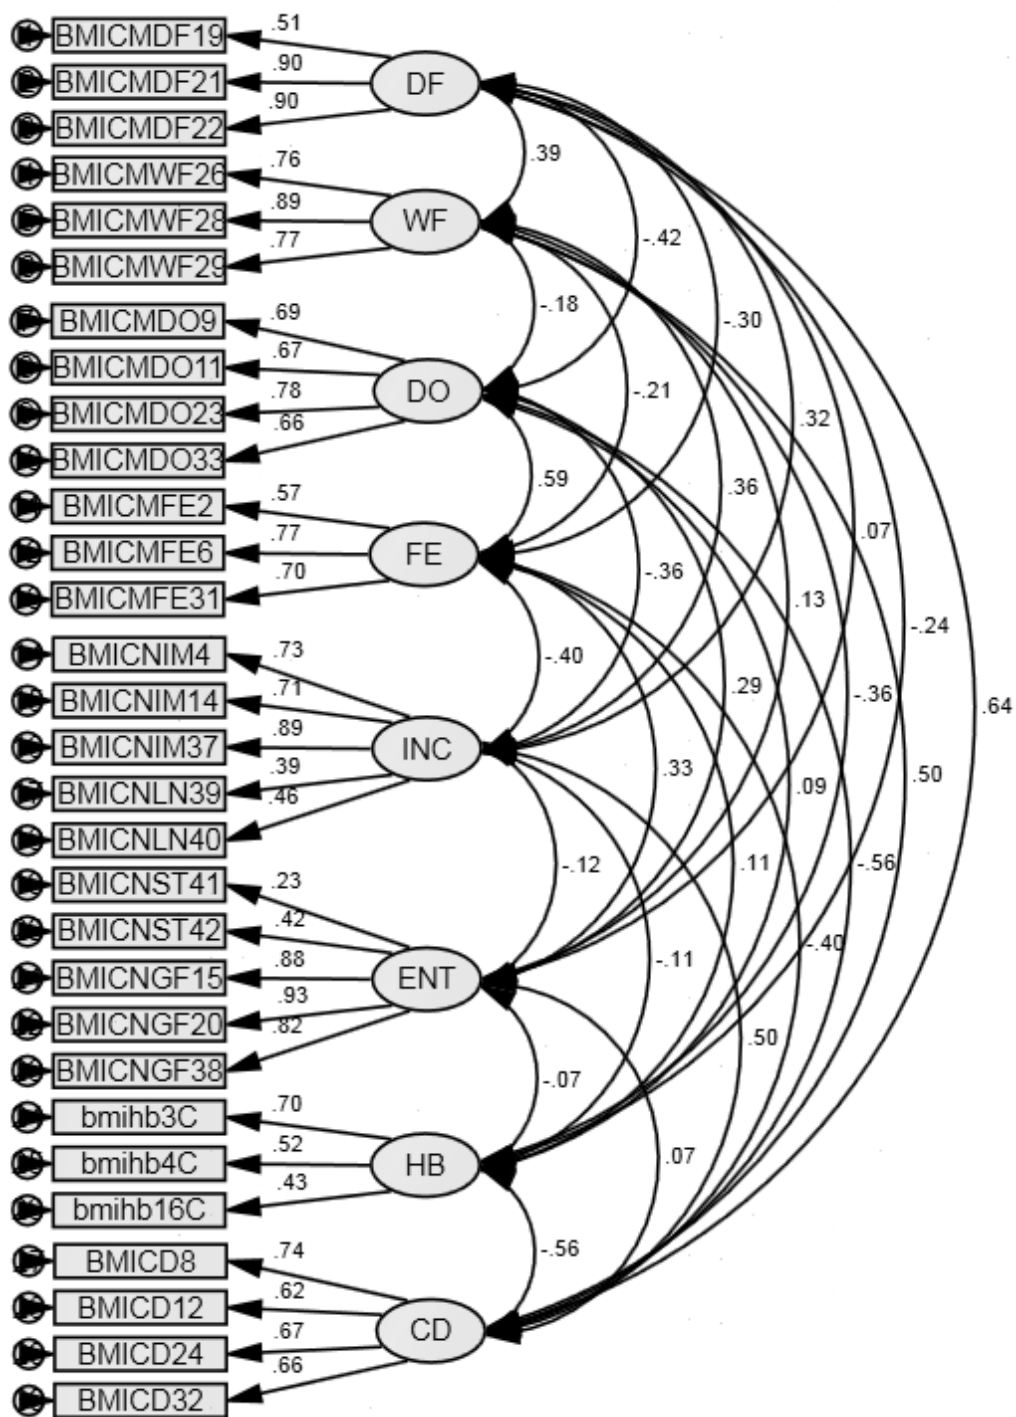 BMICMDF19 .51
BMICMDF21 .90 DF
BMICMDF22 .90
.39
BMICMWF26 .76
BMICMWF28 .89 WF
-.42
BMICMWF29 .77
-.18
BMICMDO9 .69
-.30
BMICMDO11 .67
DO -.21
BMICMDO23 .78
.32
BMICMDO33 .66
.59 .36
BMICMFE2 .57
.07
BMICMFE6 .77 FE
-.36
BMICMFE31 .70
.13
-.24
BMICNIM4 .73
-.40
BMICNIM14 .71
.29 -.36
.64
BMICNIM37 .89 INC
.33 .50
BMICNLN39 .39
.09
BMICNLN40 .46
-.12 .11 -.56
BMICNST41 .23
BMICNST42 .42
-.40
BMICNGF15 .88 ENT
-.11
BMICNGF20 .93
.50
BMICNGF38 .82
-.07
bmihb3C .70
bmihb4C .52 HB
.07
bmihb16C .43
-.56
BMICD8 .74
BMICD12 .62
CD
BMICD24 .67
BMICD32 .66